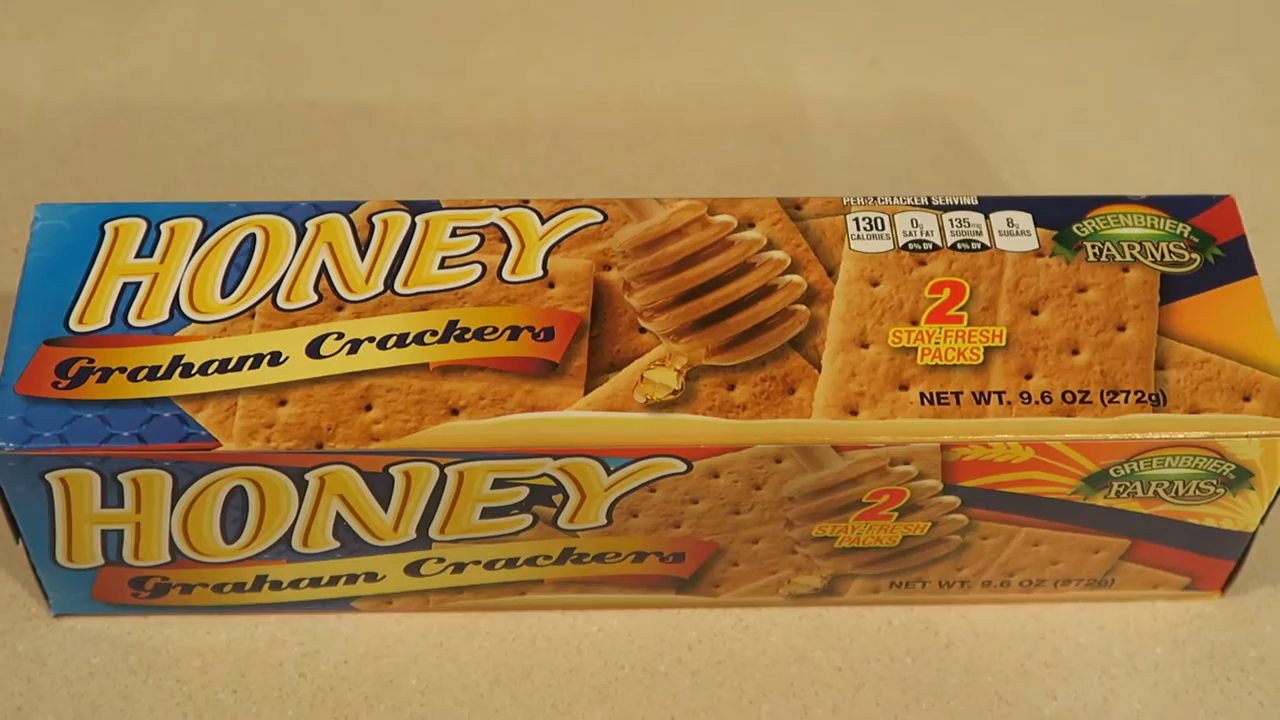 HONEY
Graham Crackers
PER 2 CRACKER SERVING
130 CALORIES
0g SAT FAT 0% DV
135mg SODIUM 6% DV
8g SUGARS
GREENBRIER
FARMS
2
STAY-FRESH
PACKS
NET WT. 9.6 OZ (272g)
HONEY
Graham Crackers
2
STAY-FRESH
PACKS
GREENBRIER
FARMS
NET WT. 9.6 OZ (272g)